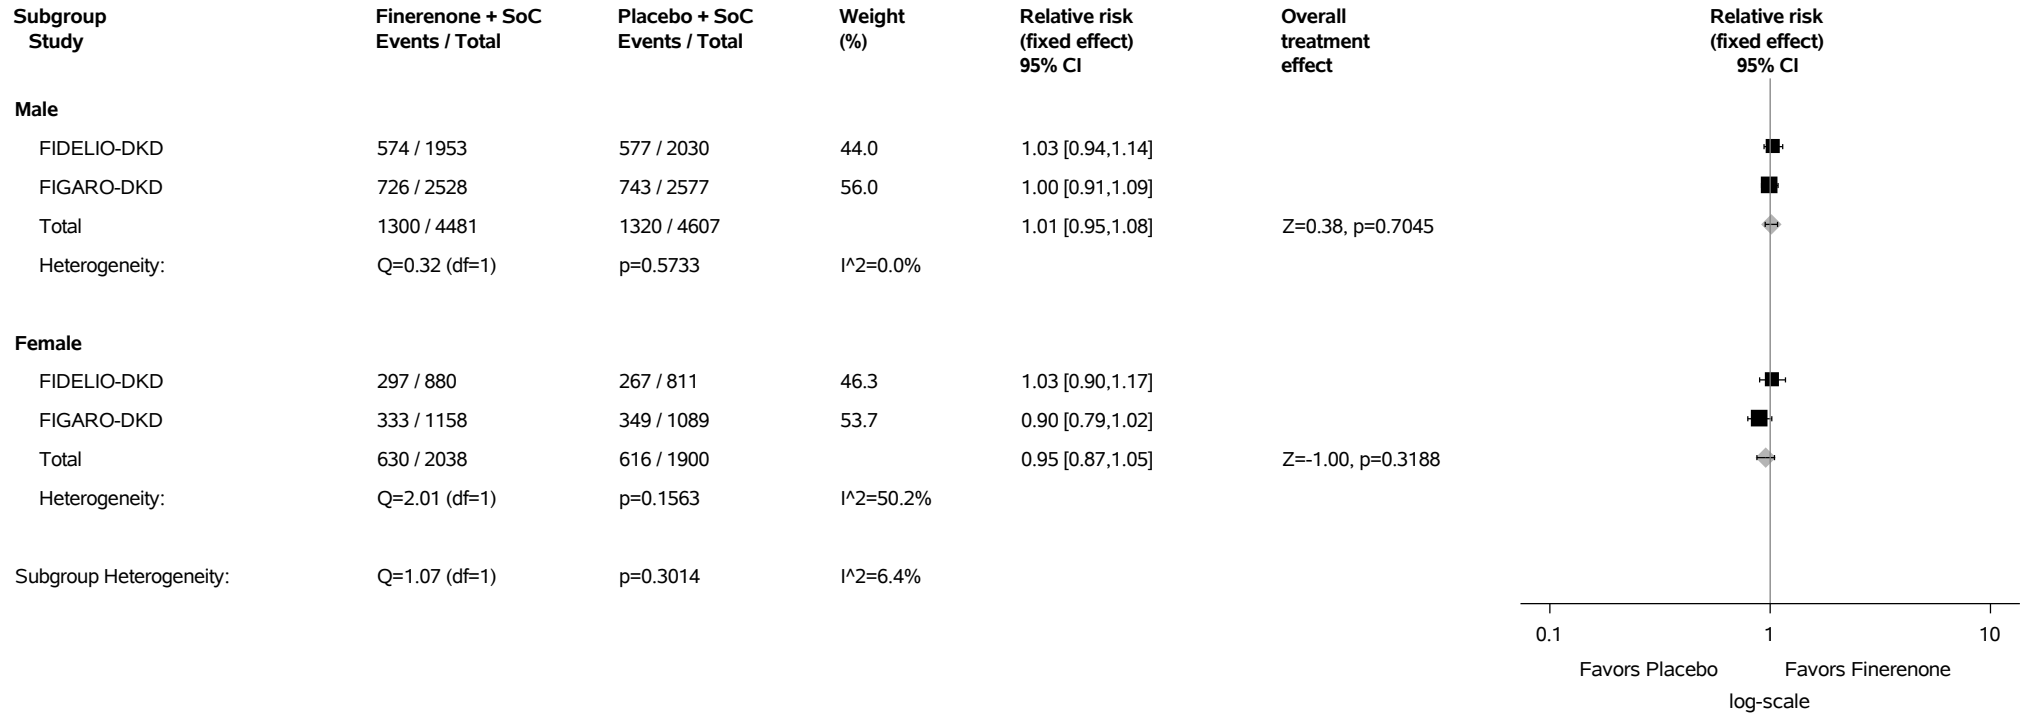 Subgroup Finerenone + SoC Placebo + SoC Weight Relative risk Overall Relative risk
Study Events / Total Events / Total (%) (fixed effect) treatment (fixed effect)
95% CI effect 95% CI
Male
FIDELIO-DKD 574 / 1953 577 / 2030 44.0 1.03 [0.94,1.14]
FIGARO-DKD 726 / 2528 743 / 2577 56.0 1.00 [0.91,1.09]
Total 1300 / 4481 1320 / 4607 1.01 [0.95,1.08] Z=0.38, p=0.7045
Heterogeneity: Q=0.32 (df=1) p=0.5733 I^2=0.0%
Female
FIDELIO-DKD 297 / 880 267 / 811 46.3 1.03 [0.90,1.17]
FIGARO-DKD 333 / 1158 349 / 1089 53.7 0.90 [0.79,1.02]
Total 630 / 2038 616 / 1900 0.95 [0.87,1.05] Z=-1.00, p=0.3188
Heterogeneity: Q=2.01 (df=1) p=0.1563 I^2=50.2%
Subgroup Heterogeneity: Q=1.07 (df=1) p=0.3014 I^2=6.4%
0.1 1 10
Favors Placebo Favors Finerenone
log-scale